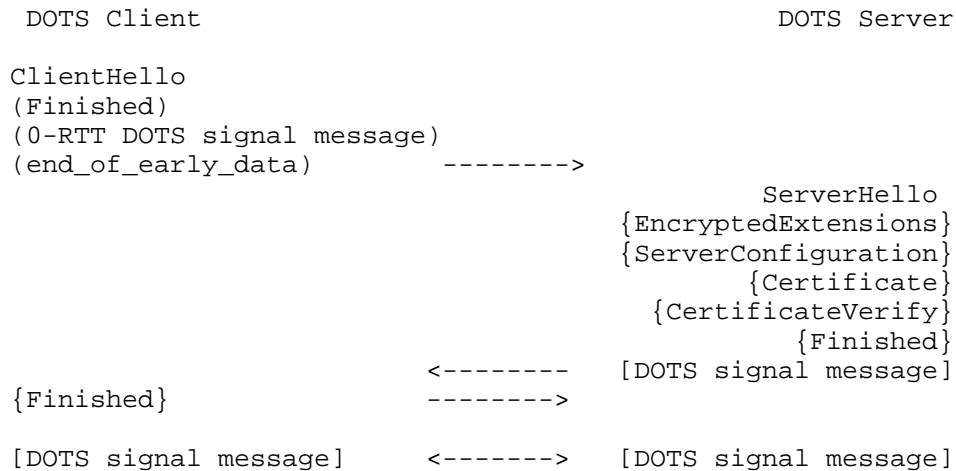 DOTS Client                                    DOTS Server
ClientHello
(Finished)
(0-RTT DOTS signal message)
(end_of_early_data)        -------->
ServerHello
{EncryptedExtensions}
{ServerConfiguration}
{Certificate}
{CertificateVerify}
{Finished}
<--------   [DOTS signal message]
{Finished}                -------->
[DOTS signal message]     <------->   [DOTS signal message]